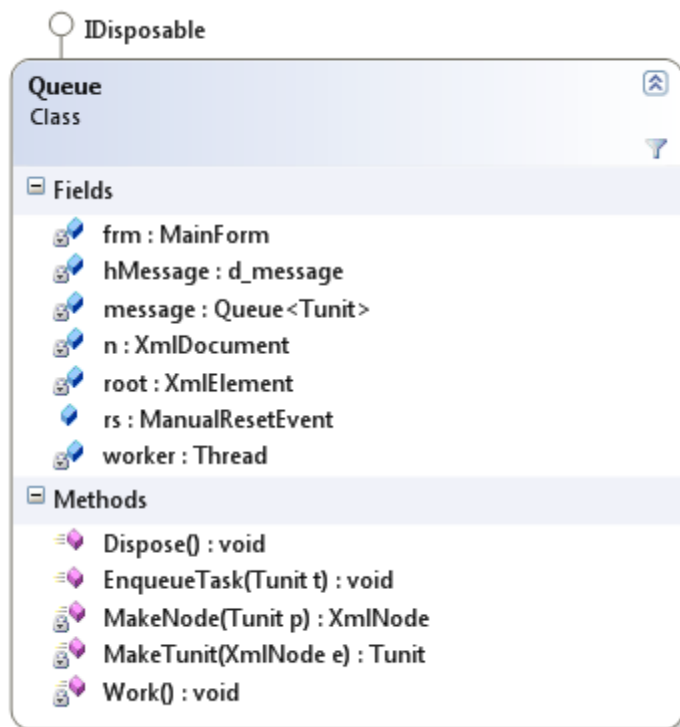 IDisposable
Queue
Class
Fields
frm : MainForm
hMessage : d_message
message : Queue<Tunit>
n : XmlDocument
root : XmlElement
rs : ManualResetEvent
worker : Thread
Methods
Dispose() : void
EnqueueTask(Tunit t) : void
MakeNode(Tunit p) : XmlNode
MakeTunit(XmlNode e) : Tunit
Work() : void